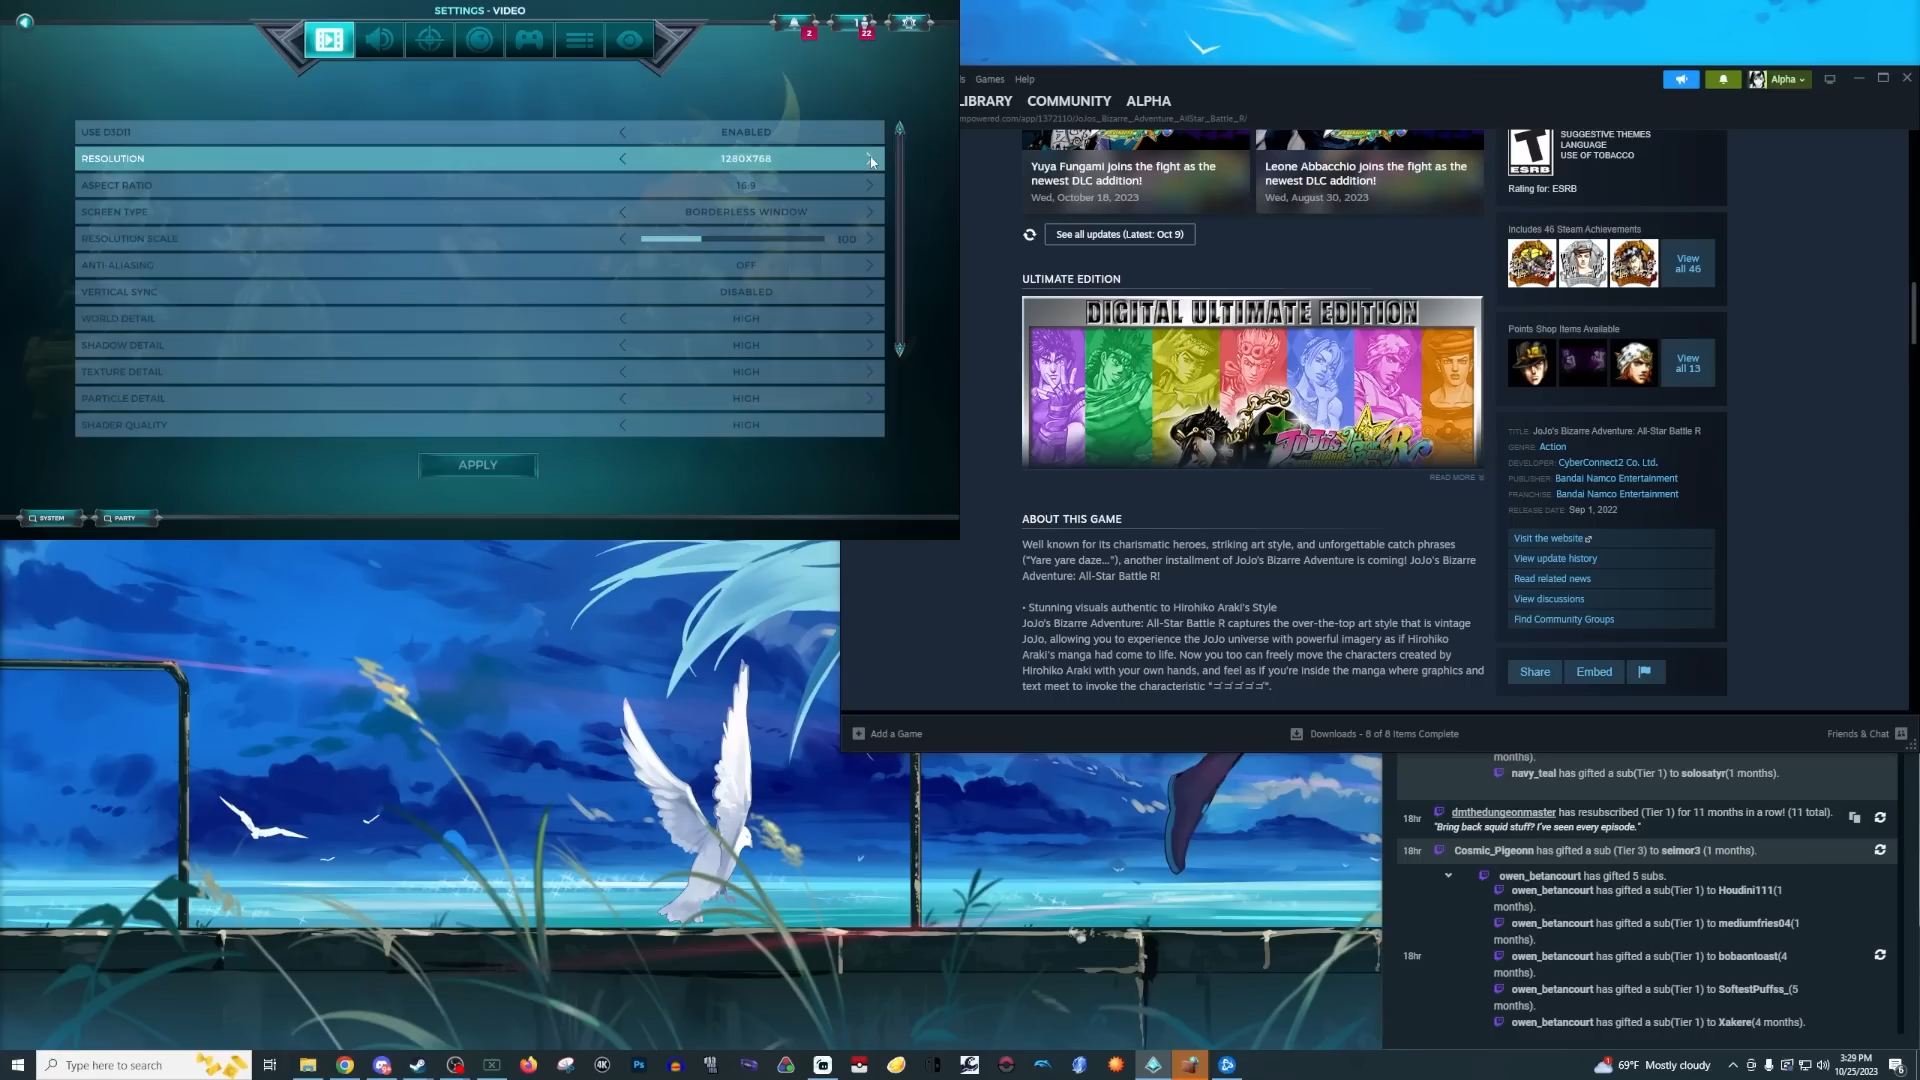 SETTINGS - VIDEO
2
1
22
USE D3D11
ENABLED
RESOLUTION
1280X768
ASPECT RATIO
16:9
SCREEN TYPE
BORDERLESS WINDOW
RESOLUTION SCALE
100
ANTI-ALIASING
OFF
VERTICAL SYNC
DISABLED
WORLD DETAIL
HIGH
SHADOW DETAIL
HIGH
TEXTURE DETAIL
HIGH
PARTICLE DETAIL
HIGH
SHADER QUALITY
HIGH
APPLY
SYSTEM
PARTY
Games Help
Alpha
LIBRARY COMMUNITY ALPHA
mpowered.com/app/1372110/JoJos_Bizarre_Adventure_AllStar_Battle_R/
Yuya Fungami joins the fight as the
newest DLC addition!
Wed, October 18, 2023
Leone Abbacchio joins the fight as the
newest DLC addition!
Wed, August 30, 2023
See all updates (Latest: Oct 9)
ULTIMATE EDITION
DIGITAL ULTIMATE EDITION
READ MORE
ABOUT THIS GAME
Well known for its charismatic heroes, striking art style, and unforgettable catch phrases
("Yare yare daze..."), another installment of JoJo's Bizarre Adventure is coming! JoJo's Bizarre
Adventure: All-Star Battle R!
• Stunning visuals authentic to Hirohiko Araki's Style
JoJo's Bizarre Adventure: All-Star Battle R captures the over-the-top art style that is vintage
JoJo, allowing you to experience the JoJo universe with powerful imagery as if Hirohiko
Araki's manga had come to life. Now you too can freely move the characters created by
Hirohiko Araki with your own hands, and feel as if you're inside the manga where graphics and
text meet to invoke the characteristic "ゴゴゴゴゴ".
T
ESRB
SUGGESTIVE THEMES
LANGUAGE
USE OF TOBACCO
Rating for: ESRB
Includes 46 Steam Achievements
View
all 46
Points Shop Items Available
View
all 13
TITLE: JoJo's Bizarre Adventure: All-Star Battle R
GENRE: Action
DEVELOPER: CyberConnect2 Co. Ltd.
PUBLISHER: Bandai Namco Entertainment
FRANCHISE: Bandai Namco Entertainment
RELEASE DATE: Sep 1, 2022
Visit the website
View update history
Read related news
View discussions
Find Community Groups
Share
Embed
Add a Game
Downloads - 8 of 8 Items Complete
Friends & Chat
months).
navy_teal has gifted a sub(Tier 1) to solosatyr(1 months).
18hr
dmthedungeonmaster has resubscribed (Tier 1) for 11 months in a row! (11 total).
"Bring back squid stuff? I've seen every episode."
18hr
Cosmic_Pigeonn has gifted a sub (Tier 3) to seimor3 (1 months).
owen_betancourt has gifted 5 subs.
owen_betancourt has gifted a sub(Tier 1) to Houdini111(1
months).
owen_betancourt has gifted a sub(Tier 1) to mediumfries04(1
months).
18hr
owen_betancourt has gifted a sub(Tier 1) to bobaontoast(4
months).
owen_betancourt has gifted a sub(Tier 1) to SoftestPuffss_(5
months).
owen_betancourt has gifted a sub(Tier 1) to Xakere(4 months).
Type here to search
4K
Ps
69°F Mostly cloudy
3:29 PM
10/25/2023
6